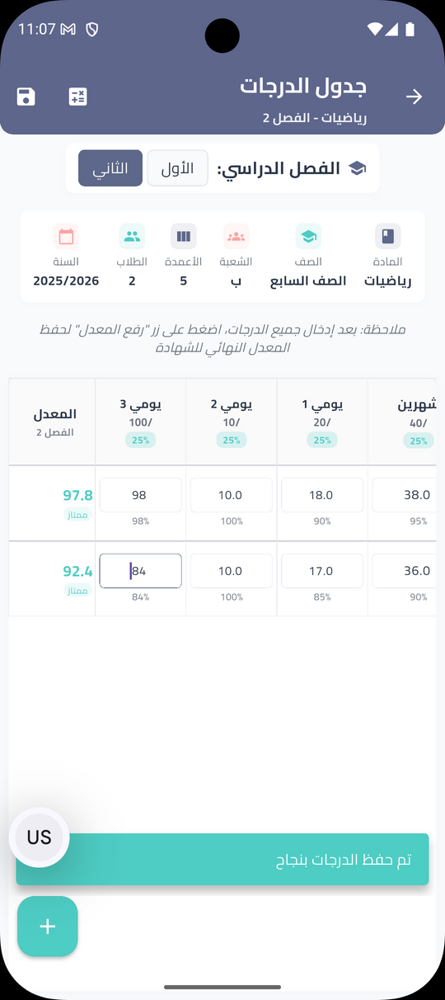 11:07
جدول الدرجات
رياضيات - الفصل 2
الفصل الدراسي: الأول الثاني
المادة الصف الشعبة الأعمدة الطلاب السنة
رياضيات الصف السابع ب 5 2 2025/2026
ملاحظة: بعد إدخال جميع الدرجات، اضغط على زر "رفع المعدل" لحفظ
المعدل النهائي للشهادة
شهرين يومي 1 يومي 2 يومي 3 المعدل
40/ 20/ 10/ 100/ الفصل 2
25% 25% 25% 25%
38.0 18.0 10.0 98 97.8
95% 90% 100% 98% ممتاز
36.0 17.0 10.0 84 92.4
90% 85% 100% 84% ممتاز
US
تم حفظ الدرجات بنجاح
+